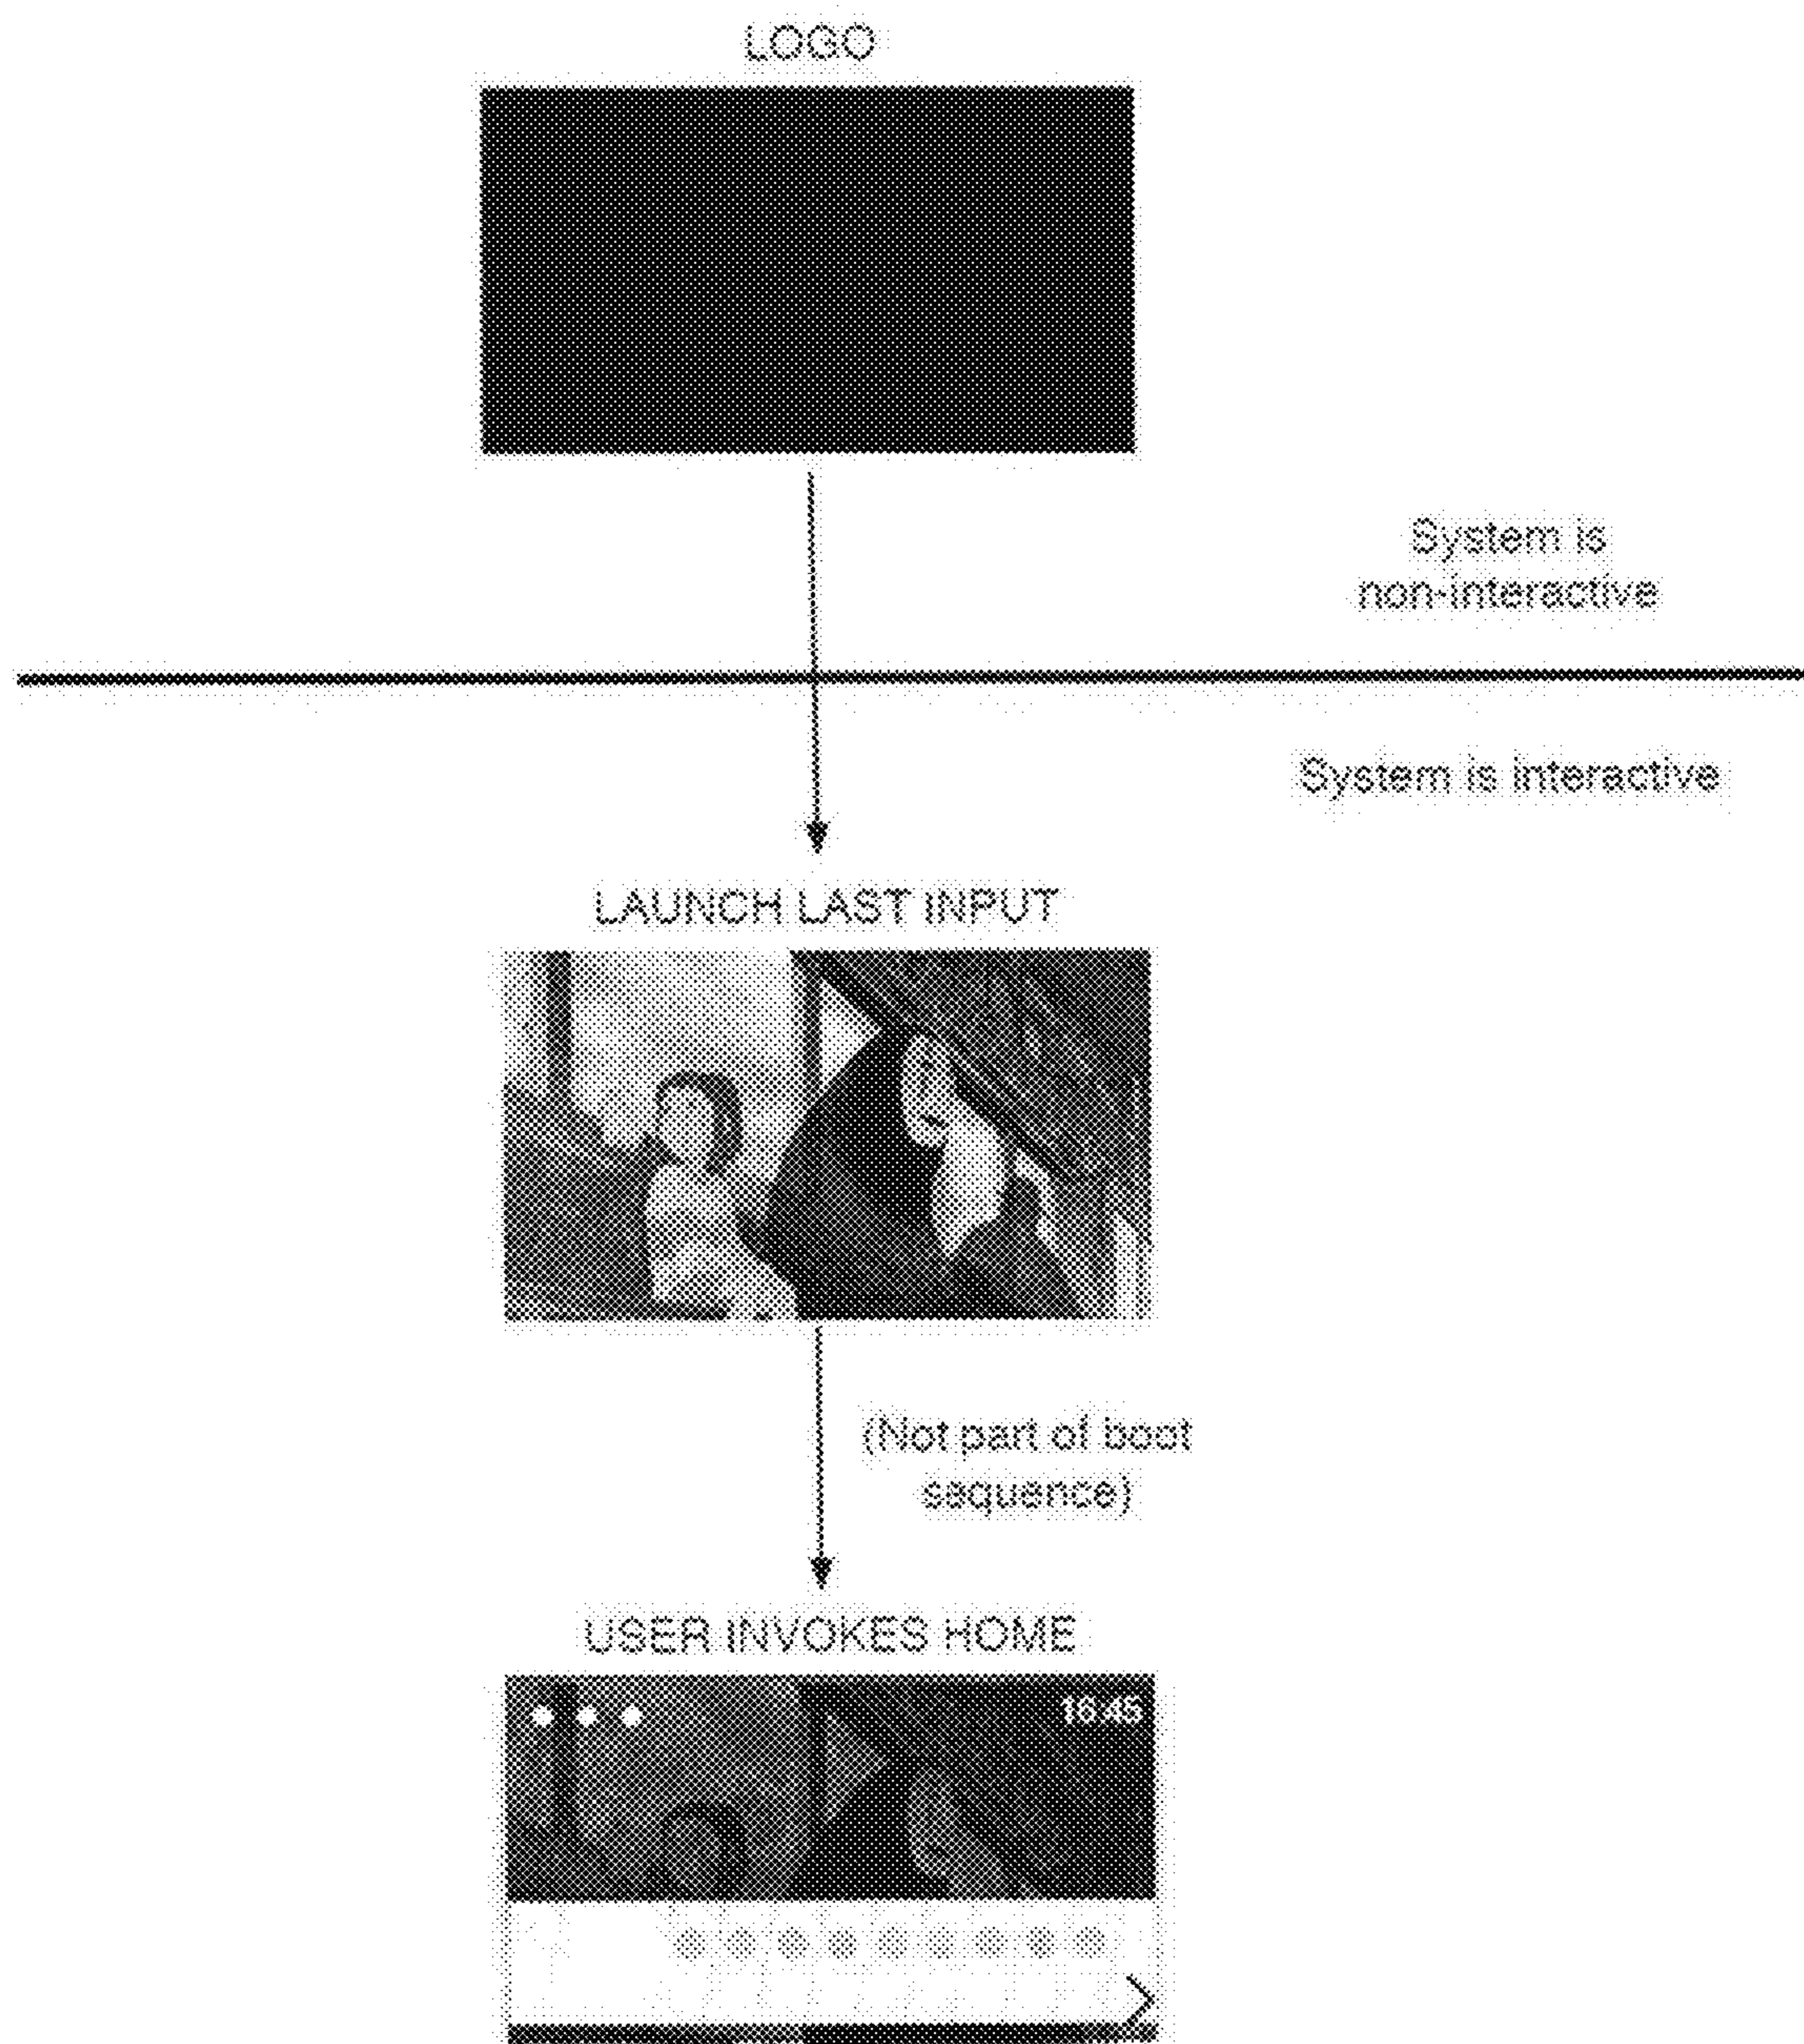 LOGO
System is
non-interactive
System is interactive
LAUNCH LAST INPUT
(Not part of boot
sequence)
USER INVOKES HOME
16:45